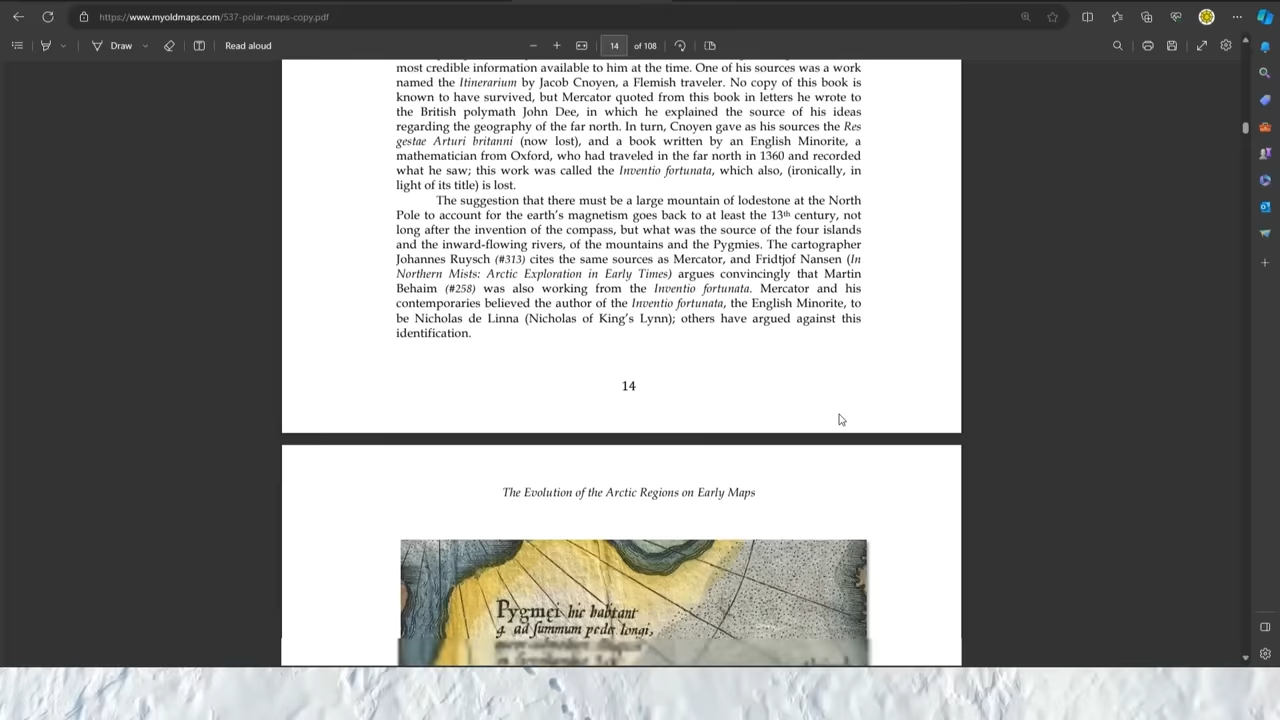 https://www.myoldmaps.com/537-polar-maps-copy.pdf
Draw
Read aloud
14 of 108
most credible information available to him at the time. One of his sources was a work
named the Itinerarium by Jacob Cnoyen, a Flemish traveler. No copy of this book is
known to have survived, but Mercator quoted from this book in letters he wrote to
the British polymath John Dee, in which he explained the source of his ideas
regarding the geography of the far north. In turn, Cnoyen gave as his sources the Res
gestae Arturi britanni (now lost), and a book written by an English Minorite, a
mathematician from Oxford, who had traveled in the far north in 1360 and recorded
what he saw; this work was called the Inventio fortunata, which also, (ironically, in
light of its title) is lost.
The suggestion that there must be a large mountain of lodestone at the North
Pole to account for the earth's magnetism goes back to at least the 13th century, not
long after the invention of the compass, but what was the source of the four islands
and the inward-flowing rivers, of the mountains and the Pygmies. The cartographer
Johannes Ruysch (#313) cites the same sources as Mercator, and Fridtjof Nansen (In
Northern Mists: Arctic Exploration in Early Times) argues convincingly that Martin
Behaim (#258) was also working from the Inventio fortunata. Mercator and his
contemporaries believed the author of the Inventio fortunata, the English Minorite, to
be Nicholas de Linna (Nicholas of King's Lynn); others have argued against this
identification.
14
The Evolution of the Arctic Regions on Early Maps
Pygmei hic habtant
4 ad summum pedes longi,